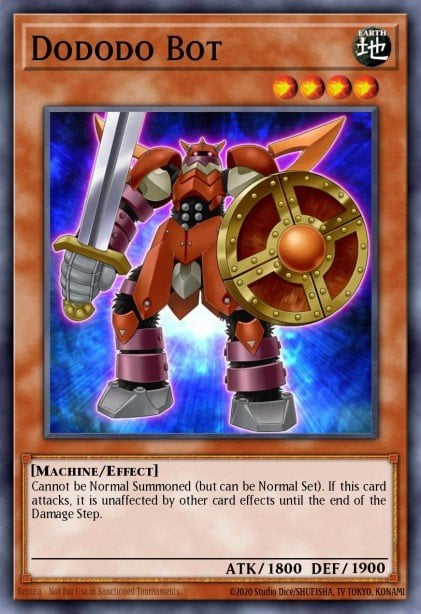 Dododo Bot
EARTH
地
[Machine/Effect]
Cannot be Normal Summoned (but can be Normal Set). If this card
attacks, it is unaffected by other card effects until the end of the
Damage Step.
ATK/1800 DEF/1900
Replica - Not For Use in Sanctioned Tournaments.
©2020 Studio Dice/SHUEISHA, TV TOKYO, KONAMI